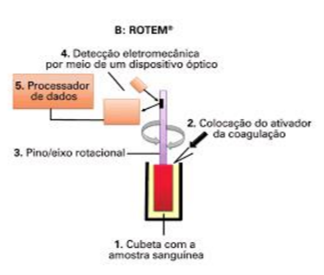 B: ROTEM®
4. Detecção eletromecânica
por meio de um dispositivo óptico
5. Processador
de dados
2. Colocação do ativador
da coagulação
3. Pino/eixo rotacional
1. Cubeta com a
amostra sanguínea